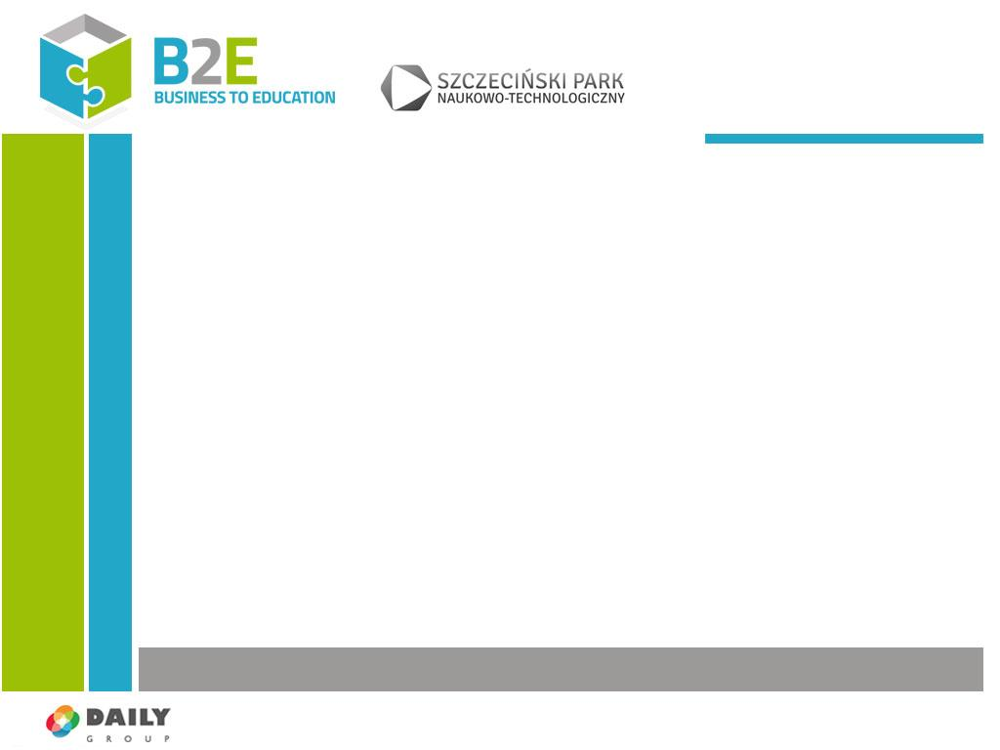 B2E
BUSINESS TO EDUCATION
SZCZECIŃSKI PARK
NAUKOWO-TECHNOLOGICZNY
DAILY
GROUP